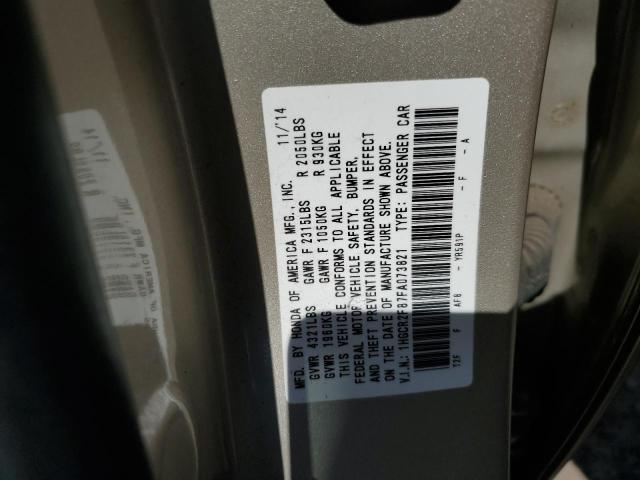 MFD. BY HONDA OF AMERICA MFG., INC. 11/'14
GVWR 4321LBS GAWR F 2315LBS R 2050LBS
GVWR 1960KG GAWR F 1050KG R 930KG
THIS VEHICLE CONFORMS TO ALL APPLICABLE
FEDERAL MOTOR VEHICLE SAFETY, BUMPER,
AND THEFT PREVENTION STANDARDS IN EFFECT
ON THE DATE OF MANUFACTURE SHOWN ABOVE.
V.I.N.: 1HGCR2F87FA073821 TYPE: PASSENGER CAR
T2F F AF8 - YR591P - F - A